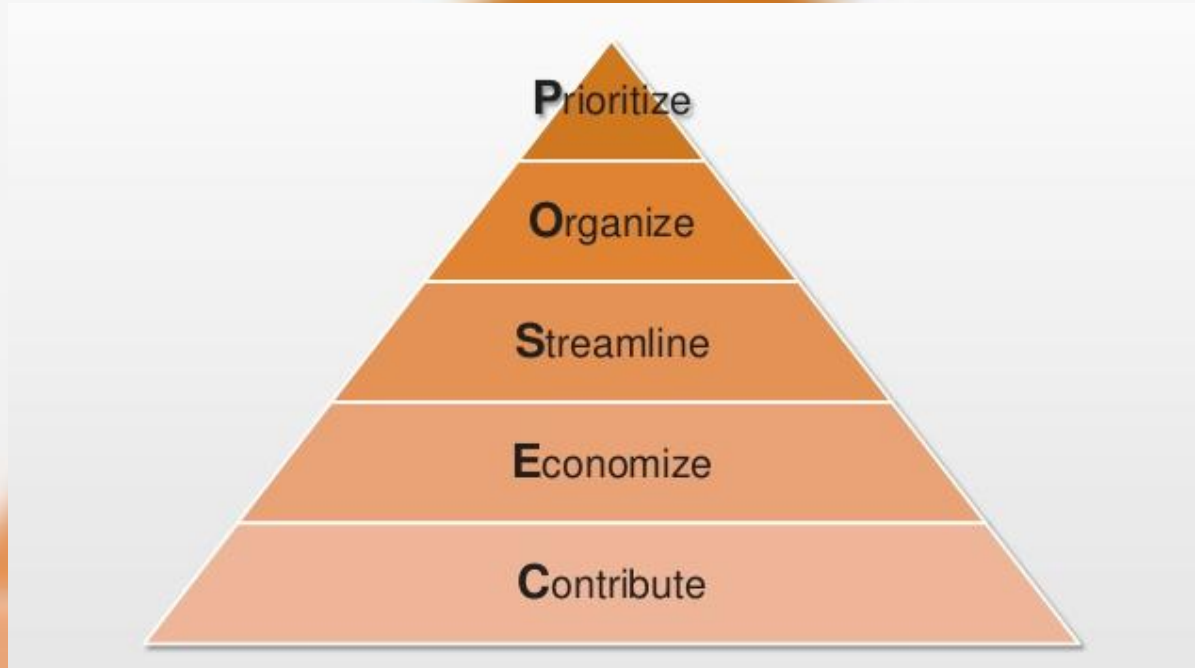 Prioritize
Organize
Streamline
Economize
Contribute